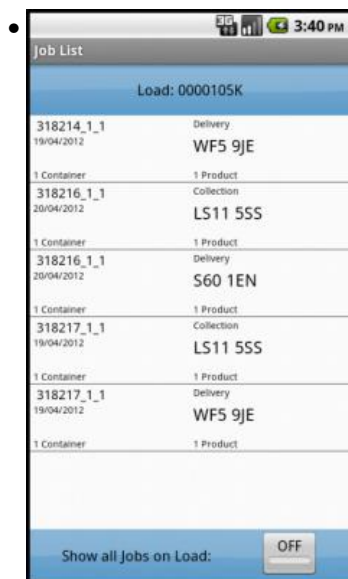 3G 3:40 PM
Job List
Load: 0000105K
318214_1_1 Delivery
19/04/2012 WF5 9JE
1 Container 1 Product
318216_1_1 Collection
20/04/2012 LS11 5SS
1 Container 1 Product
318216_1_1 Delivery
20/04/2012 S60 1EN
1 Container 1 Product
318217_1_1 Collection
19/04/2012 LS11 5SS
1 Container 1 Product
318217_1_1 Delivery
19/04/2012 WF5 9JE
1 Container 1 Product
Show all Jobs on Load: OFF